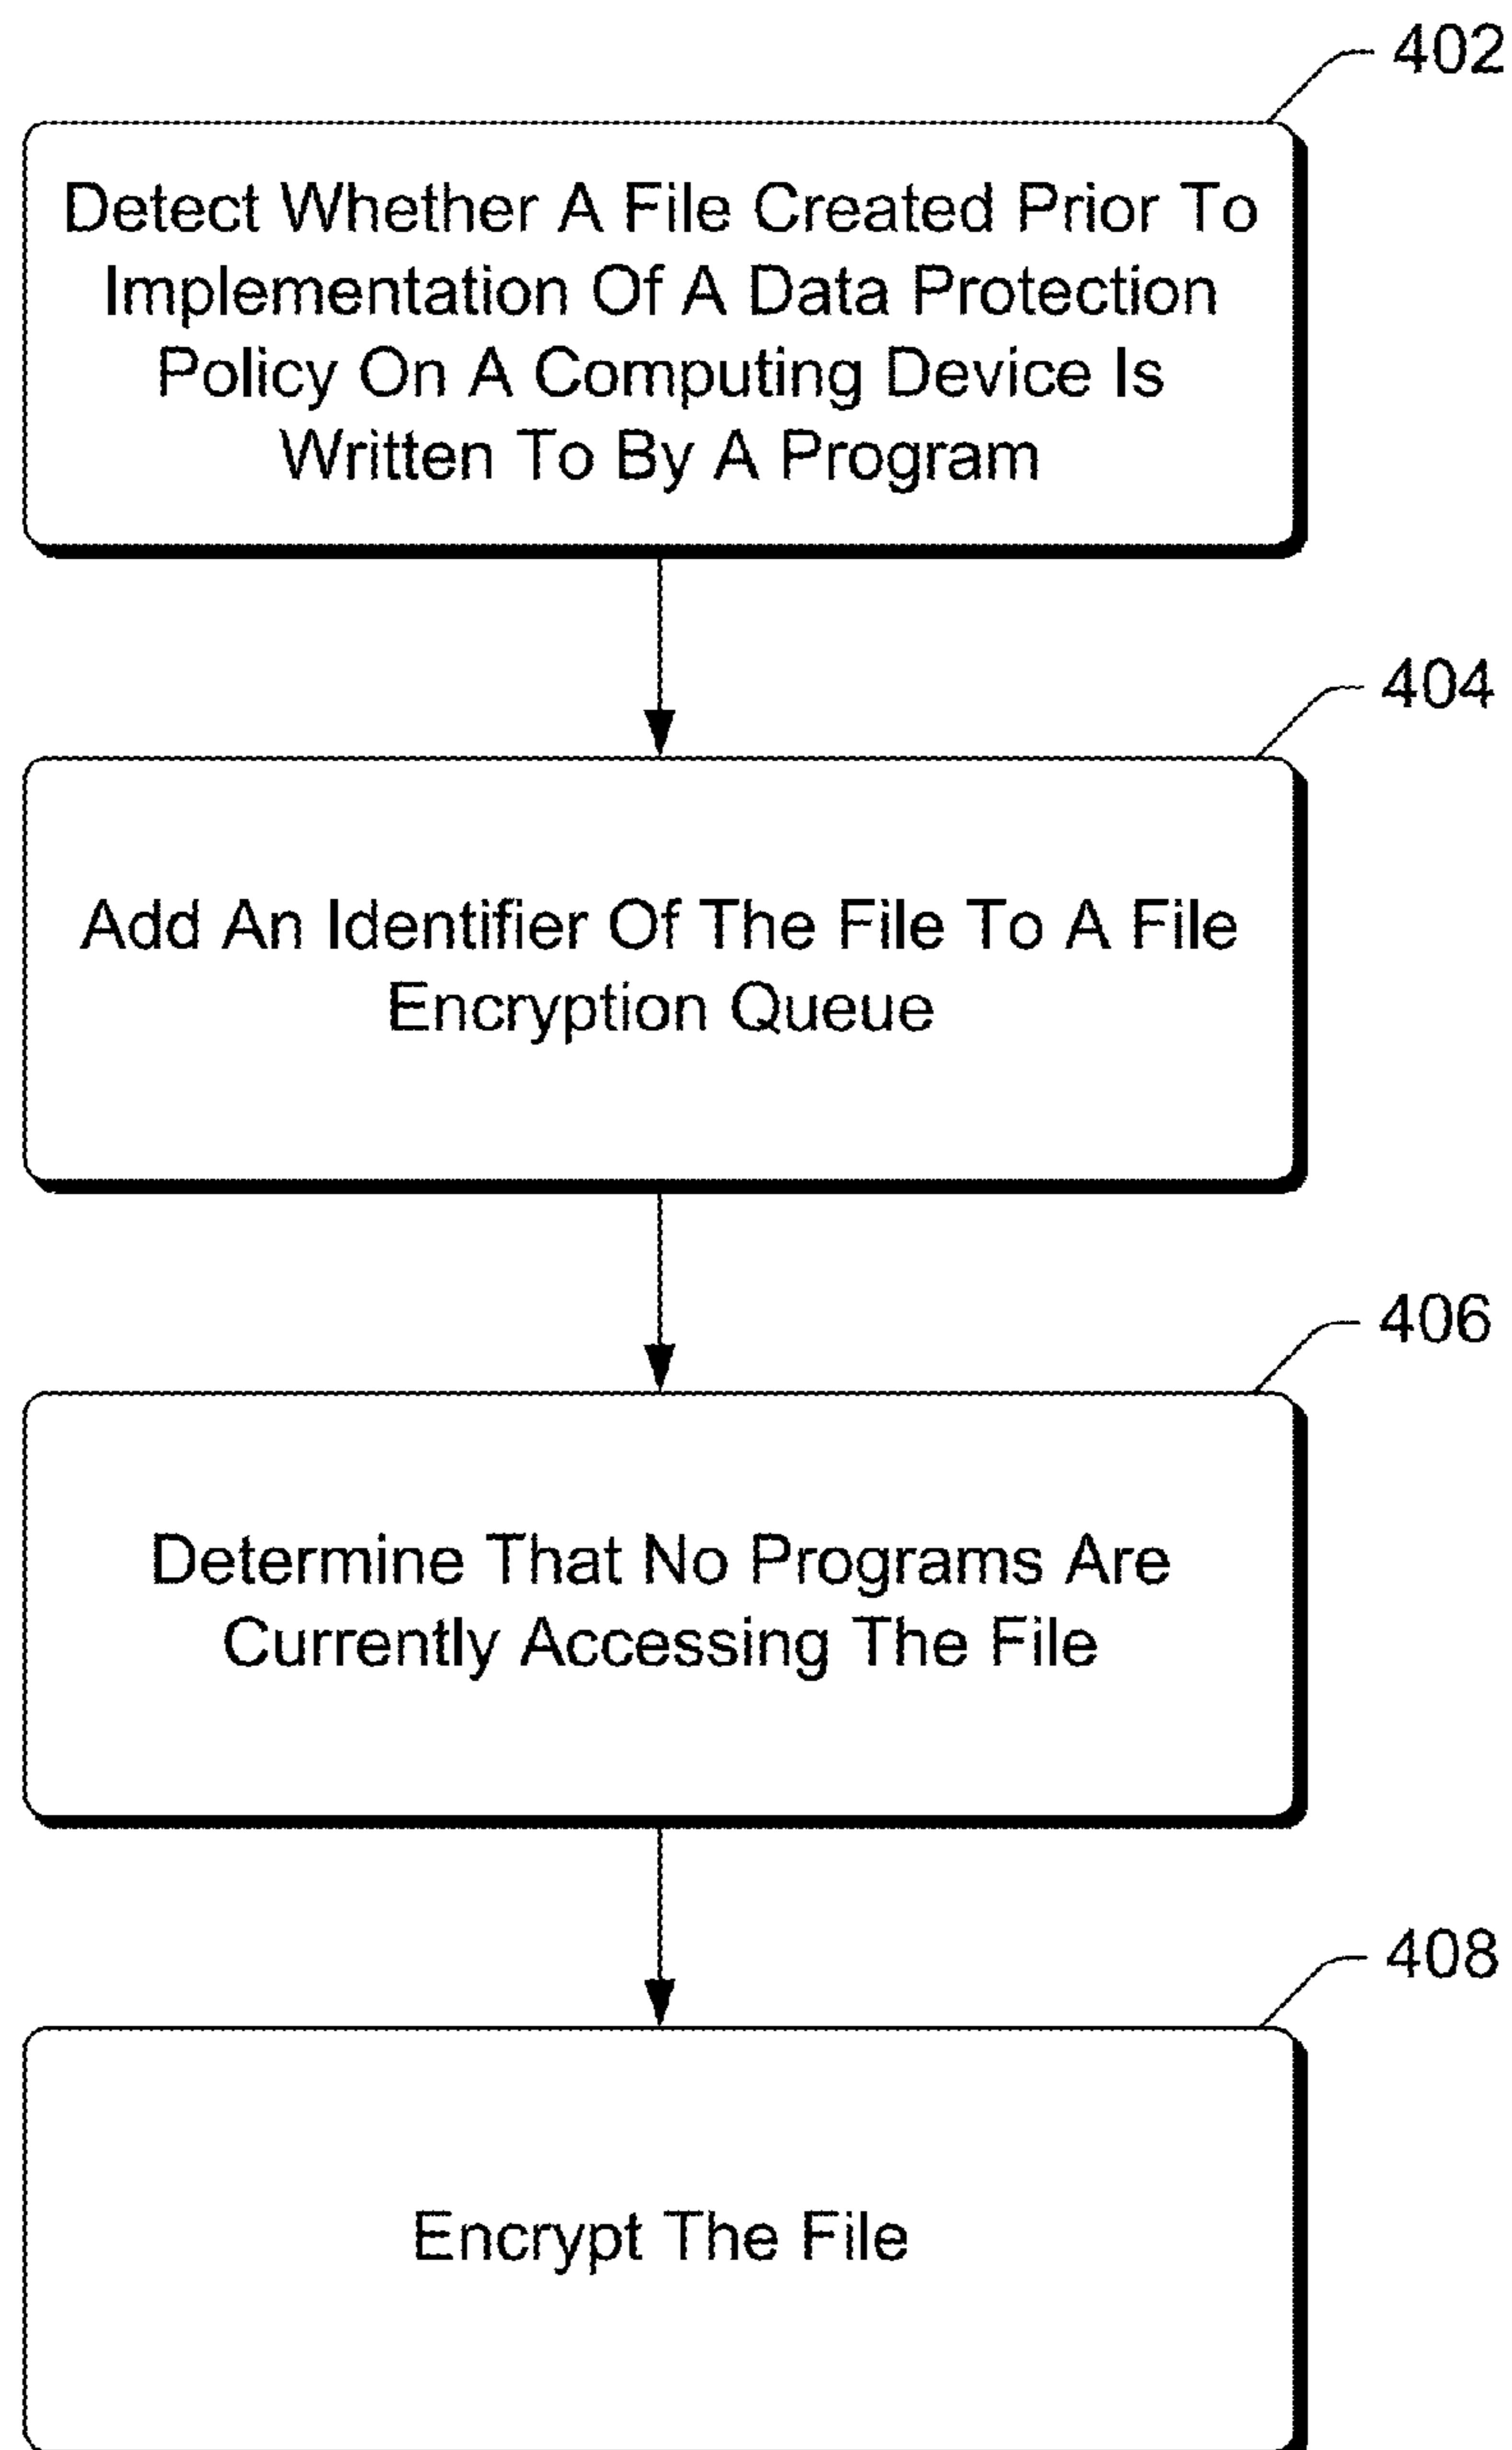 402
Detect Whether A File Created Prior To
Implementation Of A Data Protection
Policy On A Computing Device Is
Written To By A Program
404
Add An Identifier Of The File To A File
Encryption Queue
406
Determine That No Programs Are
Currently Accessing The File
408
Encrypt The File